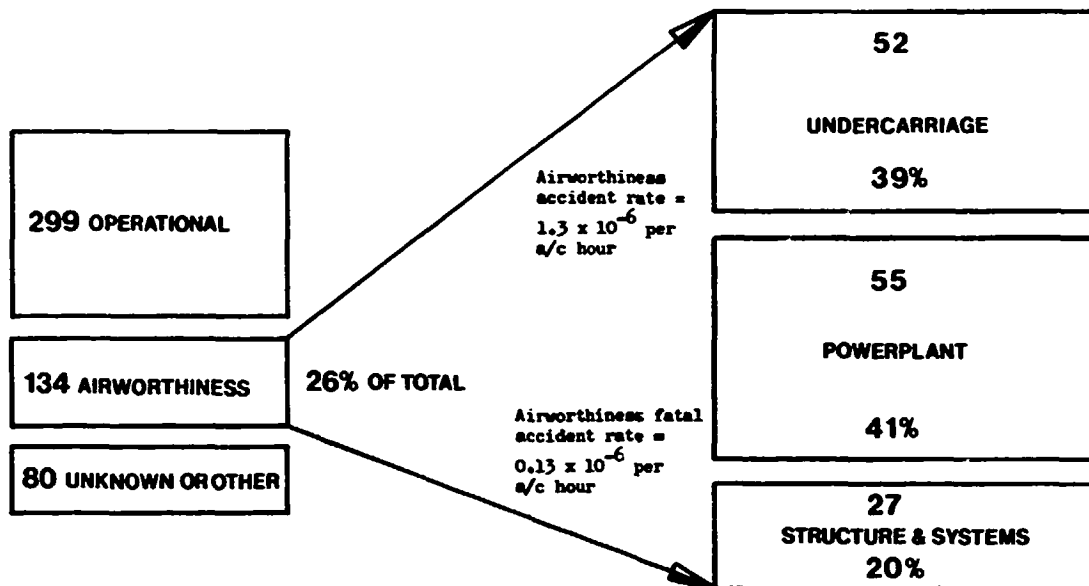 299 OPERATIONAL
134 AIRWORTHINESS
26% OF TOTAL
80 UNKNOWN OR OTHER
Airworthiness
accident rate =
1.3 x 10⁻⁶ per
a/c hour
Airworthiness fatal
accident rate =
0.13 x 10⁻⁶ per
a/c hour
52
UNDERCARRIAGE
39%
55
POWERPLANT
41%
27
STRUCTURE & SYSTEMS
20%